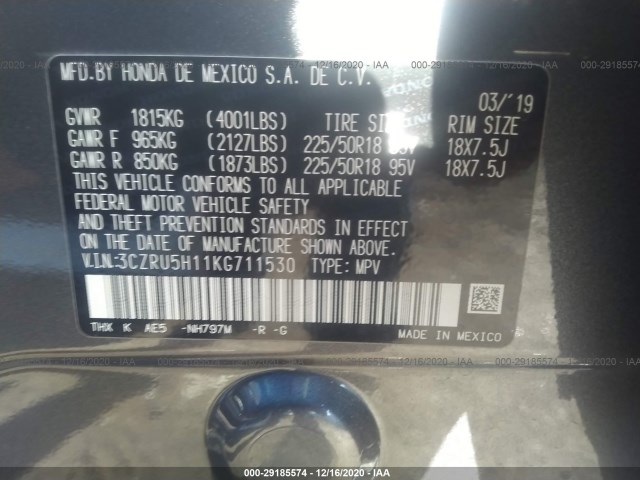 000-29185574 - 12/16/2020 - IAA
MFD.BY HONDA DE MEXICO S.A. DE C.V.
03/'19
GVWR 1815KG (4001LBS) TIRE SIZE RIM SIZE
GAWR F 965KG (2127LBS) 225/50R18 95V 18X7.5J
GAWR R 850KG (1873LBS) 225/50R18 95V 18X7.5J
THIS VEHICLE CONFORMS TO ALL APPLICABLE
FEDERAL MOTOR VEHICLE SAFETY
AND THEFT PREVENTION STANDARDS IN EFFECT
ON THE DATE OF MANUFACTURE SHOWN ABOVE.
V.I.N:3CZRU5H11KG711530 TYPE: MPV
THX K AE5 -NH797M -R -G MADE IN MEXICO
000-29185574 - 12/16/2020 - IAA